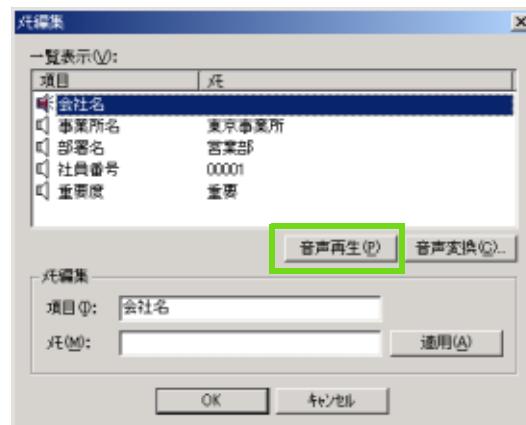 メモ編集
一覧表示(V):
項目 メモ
会社名
事業所名 東京事業所
部署名 営業部
社員番号 00001
重要度 重要
音声再生(P) 音声変換(C)...
メモ編集
項目(I): 会社名
メモ(M): 適用(A)
OK キャンセル